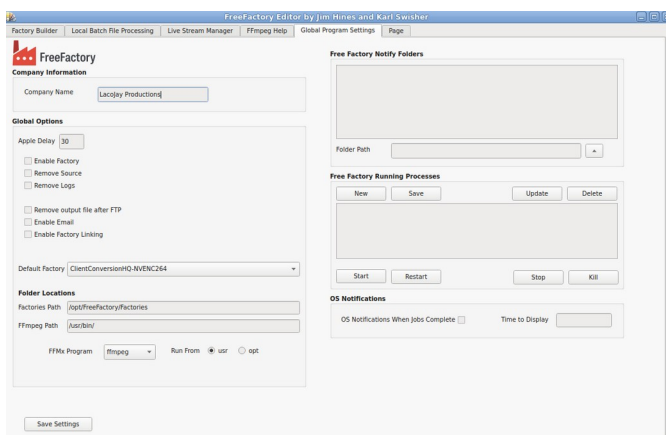 FreeFactory Editor by Jim Hines and Karl Swisher
Factory Builder
Local Batch File Processing
Live Stream Manager
FFmpeg Help
Global Program Settings
Page
FreeFactory
Company Information
Company Name
Lacojay Productions
Global Options
Apple Delay
30
Enable Factory
Remove Source
Remove Logs
Remove output file after FTP
Enable Email
Enable Factory Linking
Default Factory
ClientConversionHQ-NVENC264
Folder Locations
Factories Path
/opt/FreeFactory/Factories
FFmpeg Path
/usr/bin/
FFMx Program
ffmpeg
Run From
usr
opt
Save Settings
Free Factory Notify Folders
Folder Path
Free Factory Running Processes
New
Save
Update
Delete
Start
Restart
Stop
Kill
OS Notifications
OS Notifications When Jobs Complete
Time to Display